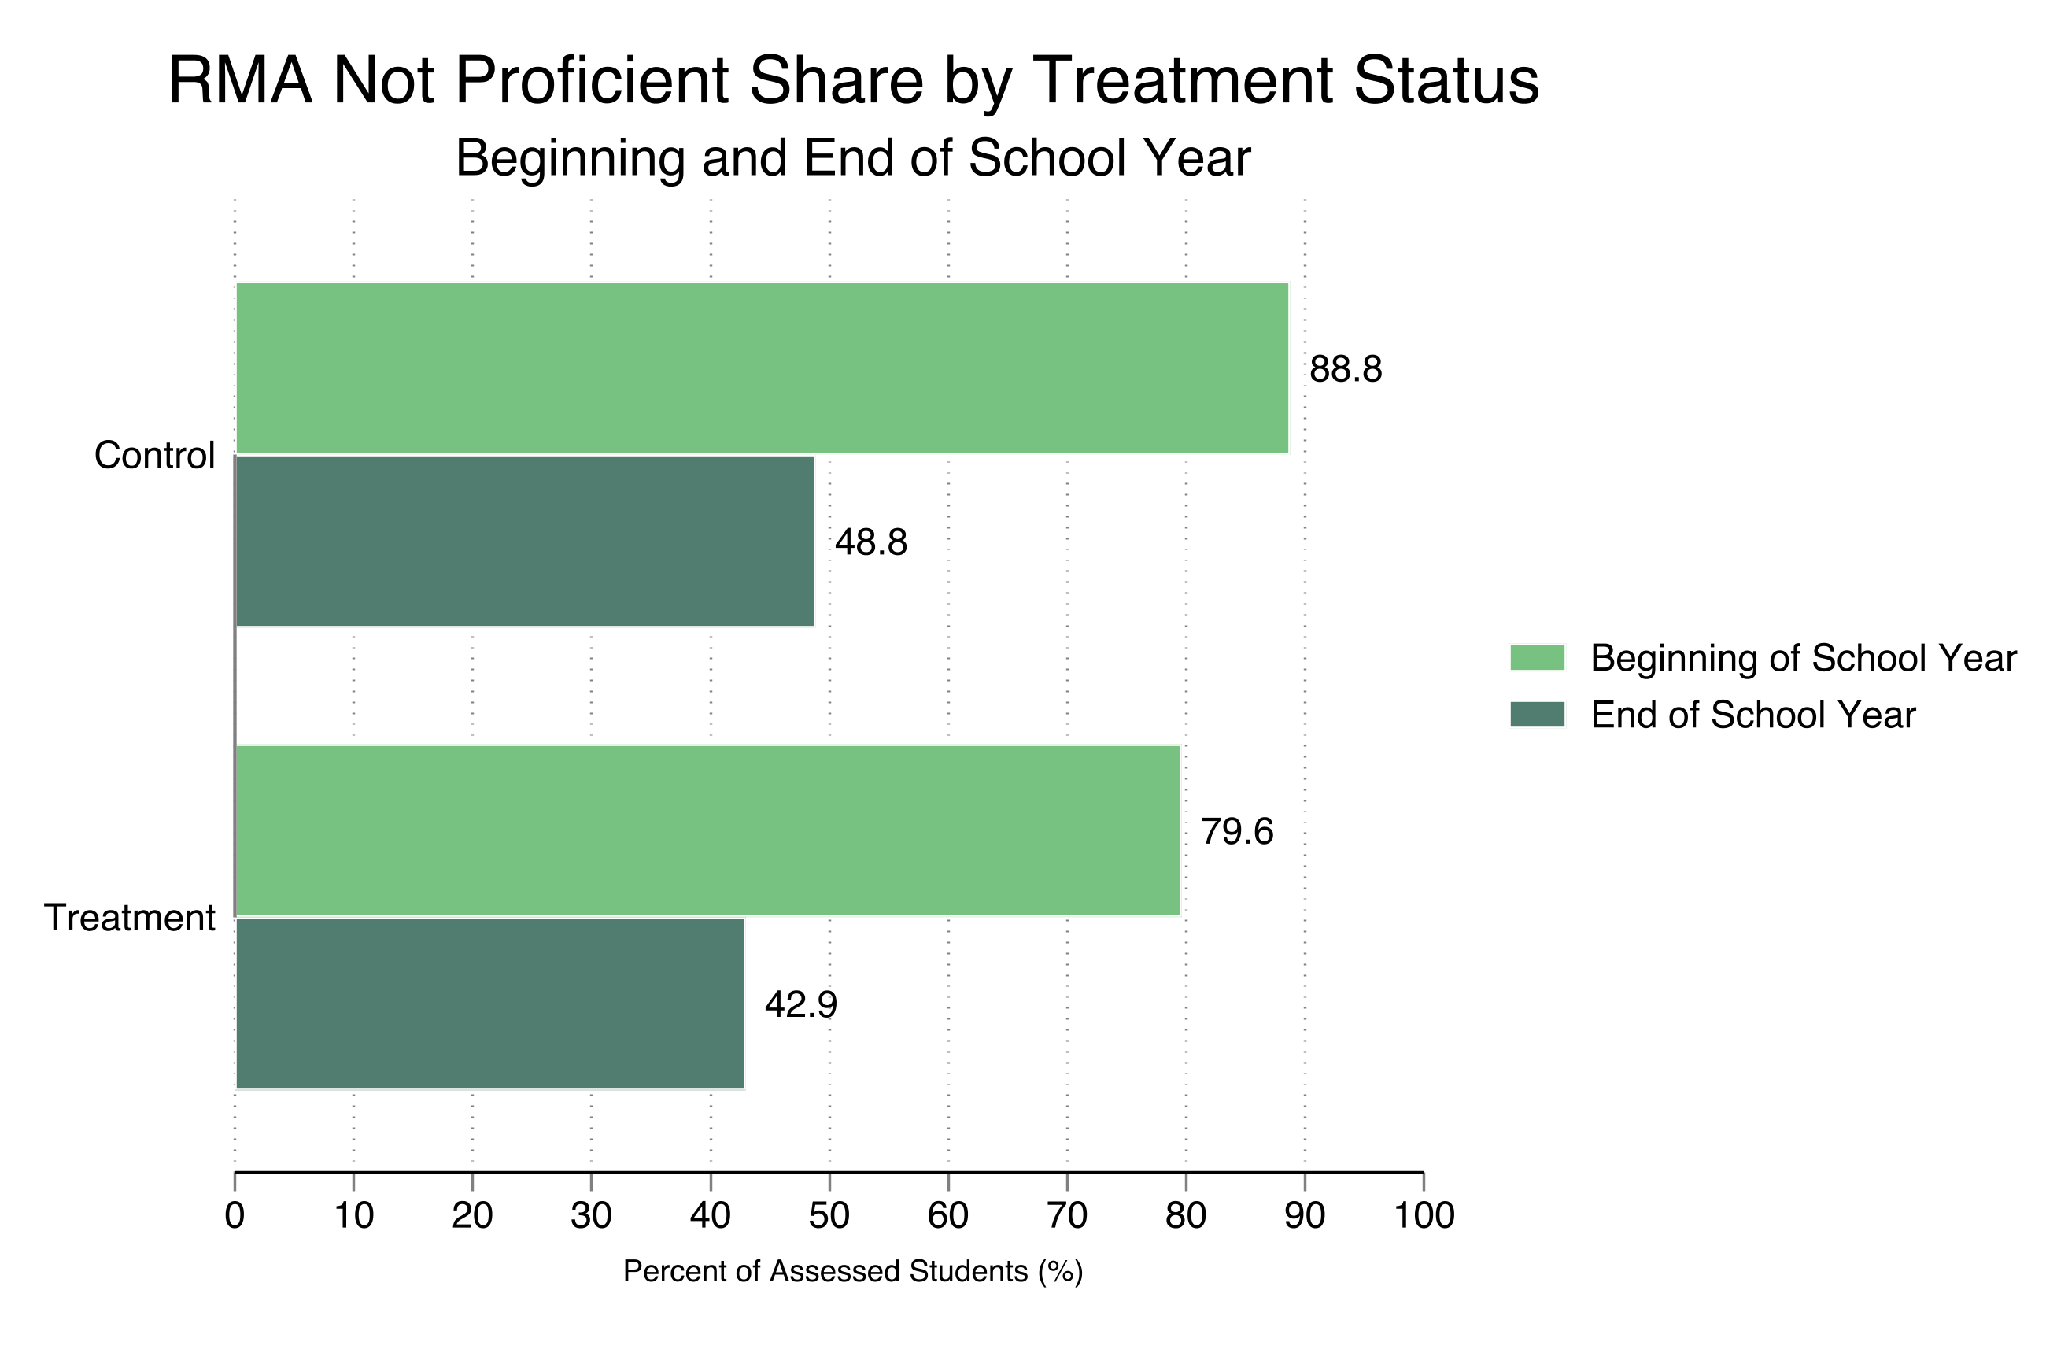 RMA Not Proficient Share by Treatment Status
Beginning and End of School Year
88.8
Control
48.8
Beginning of School Year
End of School Year
79.6
Treatment
42.9
0 10 20 30 40 50 60 70 80 90 100
Percent of Assessed Students (%)